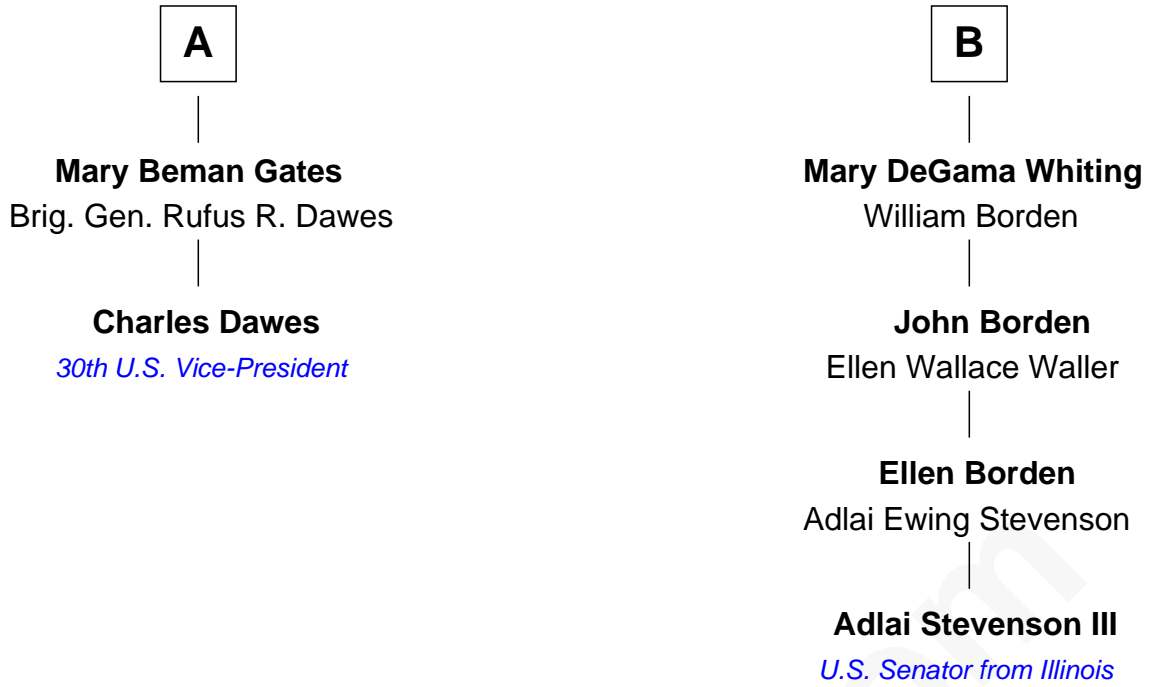 A
Mary Beman Gates
Brig. Gen. Rufus R. Dawes
Charles Dawes
30th U.S. Vice-President
B
Mary DeGama Whiting
William Borden
John Borden
Ellen Wallace Waller
Ellen Borden
Adlai Ewing Stevenson
Adlai Stevenson III
U.S. Senator from Illinois